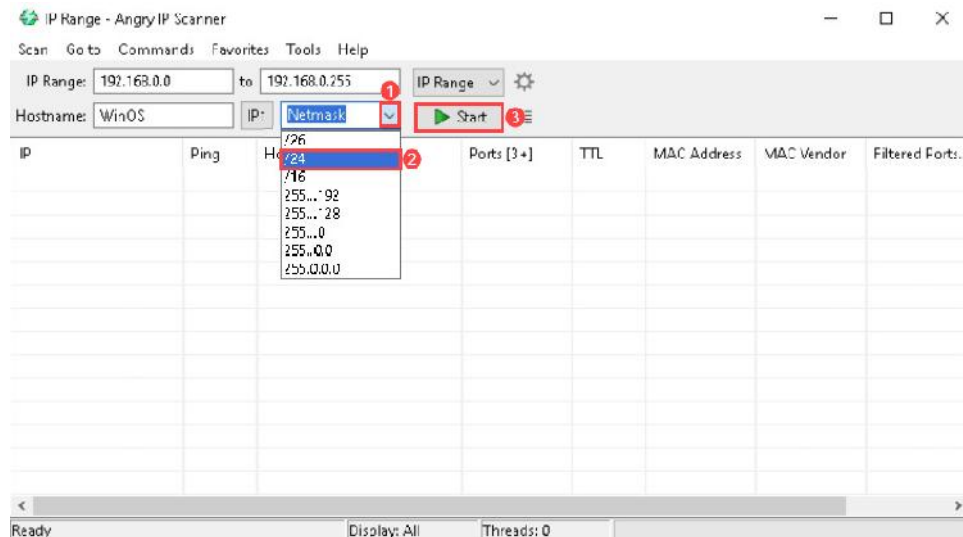 IP Range - Angry IP Scanner
Scan Go to Commands Favorites Tools Help
IP Range: 192.168.0.0 to 192.168.0.255 IP Range
Hostname: WinOS IP↑ Netmask Start
1
2
3
/26
/24
/16
255...192
255...128
255...0
255..0.0
255.0.0.0
IP Ping Ports [3+] TTL MAC Address MAC Vendor Filtered Ports.
Ready Display: All Threads: 0